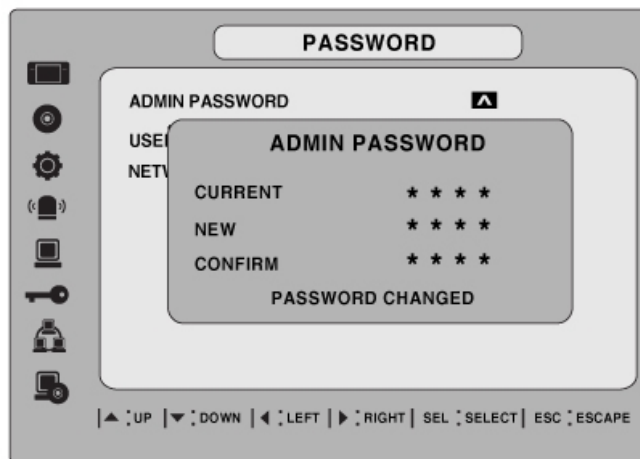 PASSWORD
ADMIN PASSWORD
ADMIN PASSWORD
CURRENT * * * *
NEW * * * *
CONFIRM * * * *
PASSWORD CHANGED
▲ : UP | ▼ : DOWN | ◀ : LEFT | ▶ : RIGHT | SEL : SELECT | ESC : ESCAPE